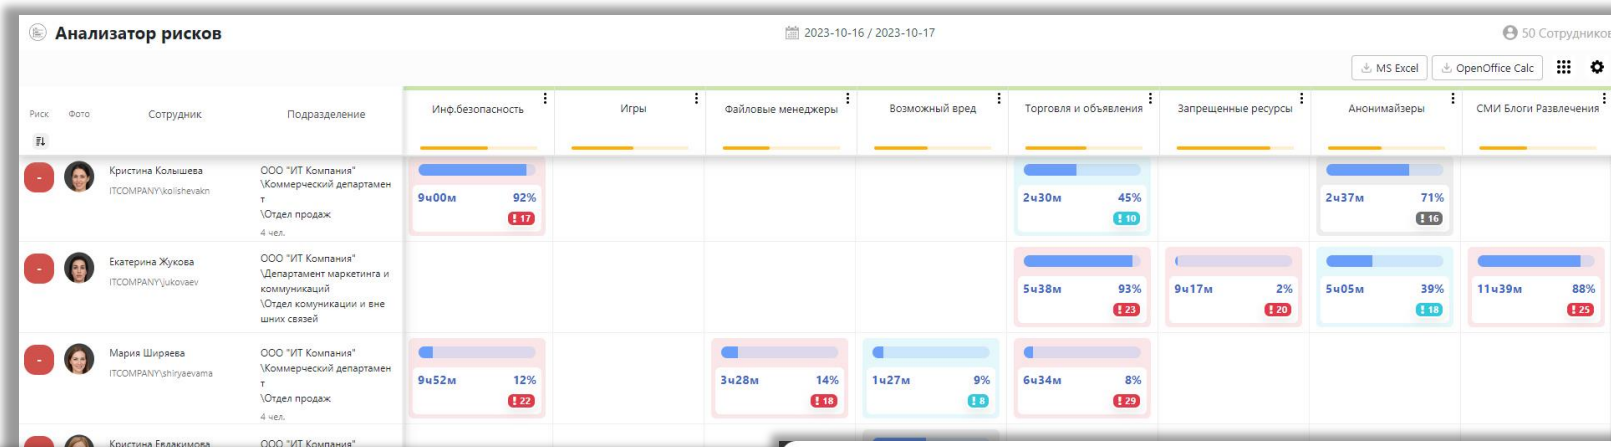 Анализатор рисков
2023-10-16 / 2023-10-17
50 Сотрудников
MS Excel
OpenOffice Calc
Риск
Фото
Сотрудник
Подразделение
Инф.безопасность
Игры
Файловые менеджеры
Возможный вред
Торговля и объявления
Запрещенные ресурсы
Анонимайзеры
СМИ Блоги Развлечения
-
Кристина Колышева
ITCOMPANY\kolishevakn
ООО "ИТ Компания"
\Коммерческий департамен
т
\Отдел продаж
4 чел.
9ч00м 92%
! 17
2ч30м 45%
! 10
2ч37м 71%
! 16
-
Екатерина Жукова
ITCOMPANY\jukovaev
ООО "ИТ Компания"
\Департамент маркетинга и
коммуникаций
\Отдел комуникации и вне
шних связей
5ч38м 93%
! 23
9ч17м 2%
! 20
5ч05м 39%
! 18
11ч39м 88%
! 25
-
Мария Ширяева
ITCOMPANY\shiryaevama
ООО "ИТ Компания"
\Коммерческий департамен
т
\Отдел продаж
4 чел.
9ч52м 12%
! 22
3ч28м 14%
! 18
1ч27м 9%
! 8
6ч34м 8%
! 29
Кристина Евдакимова
ООО "ИТ Компания"